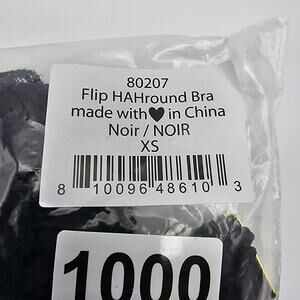 80207
Flip HAHround Bra
made with♥in China
Noir / NOIR
XS
8 10096 48610 3
1000